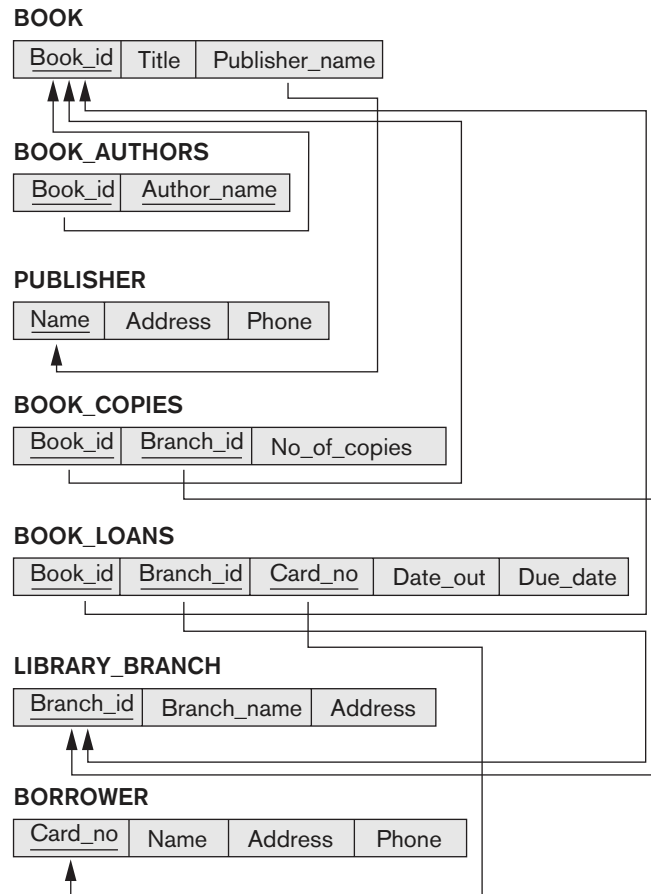 BOOK
Book_id Title Publisher_name
BOOK_AUTHORS
Book_id Author_name
PUBLISHER
Name Address Phone
BOOK_COPIES
Book_id Branch_id No_of_copies
BOOK_LOANS
Book_id Branch_id Card_no Date_out Due_date
LIBRARY_BRANCH
Branch_id Branch_name Address
BORROWER
Card_no Name Address Phone